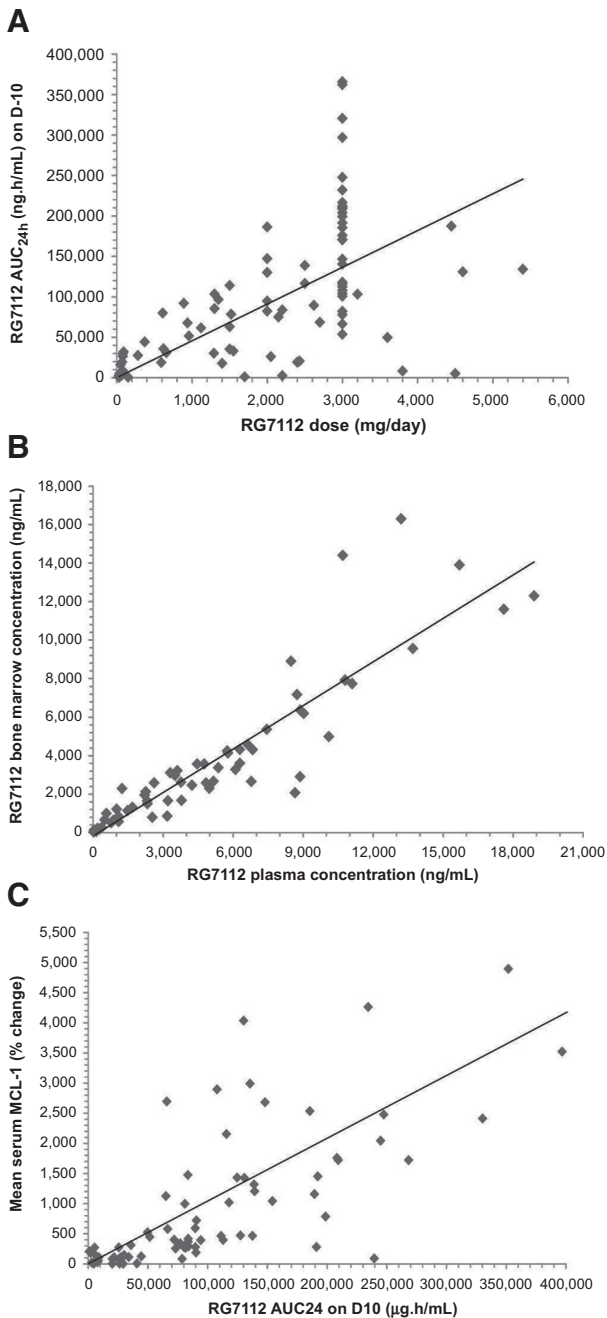 A
RG7112 AUC24h (ng.h/mL) on D-10
400,000
350,000
300,000
250,000
200,000
150,000
100,000
50,000
0
0 1,000 2,000 3,000 4,000 5,000 6,000
RG7112 dose (mg/day)
B
RG7112 bone marrow concentration (ng/mL)
18,000
16,000
14,000
12,000
10,000
8,000
6,000
4,000
2,000
0
0 3,000 6,000 9,000 12,000 15,000 18,000 21,000
RG7112 plasma concentration (ng/mL)
C
Mean serum MCL-1 (% change)
5,500
5,000
4,500
4,000
3,500
3,000
2,500
2,000
1,500
1,000
500
0
0 50,000 100,000 150,000 200,000 250,000 300,000 350,000 400,000
RG7112 AUC24 on D10 (µg.h/mL)